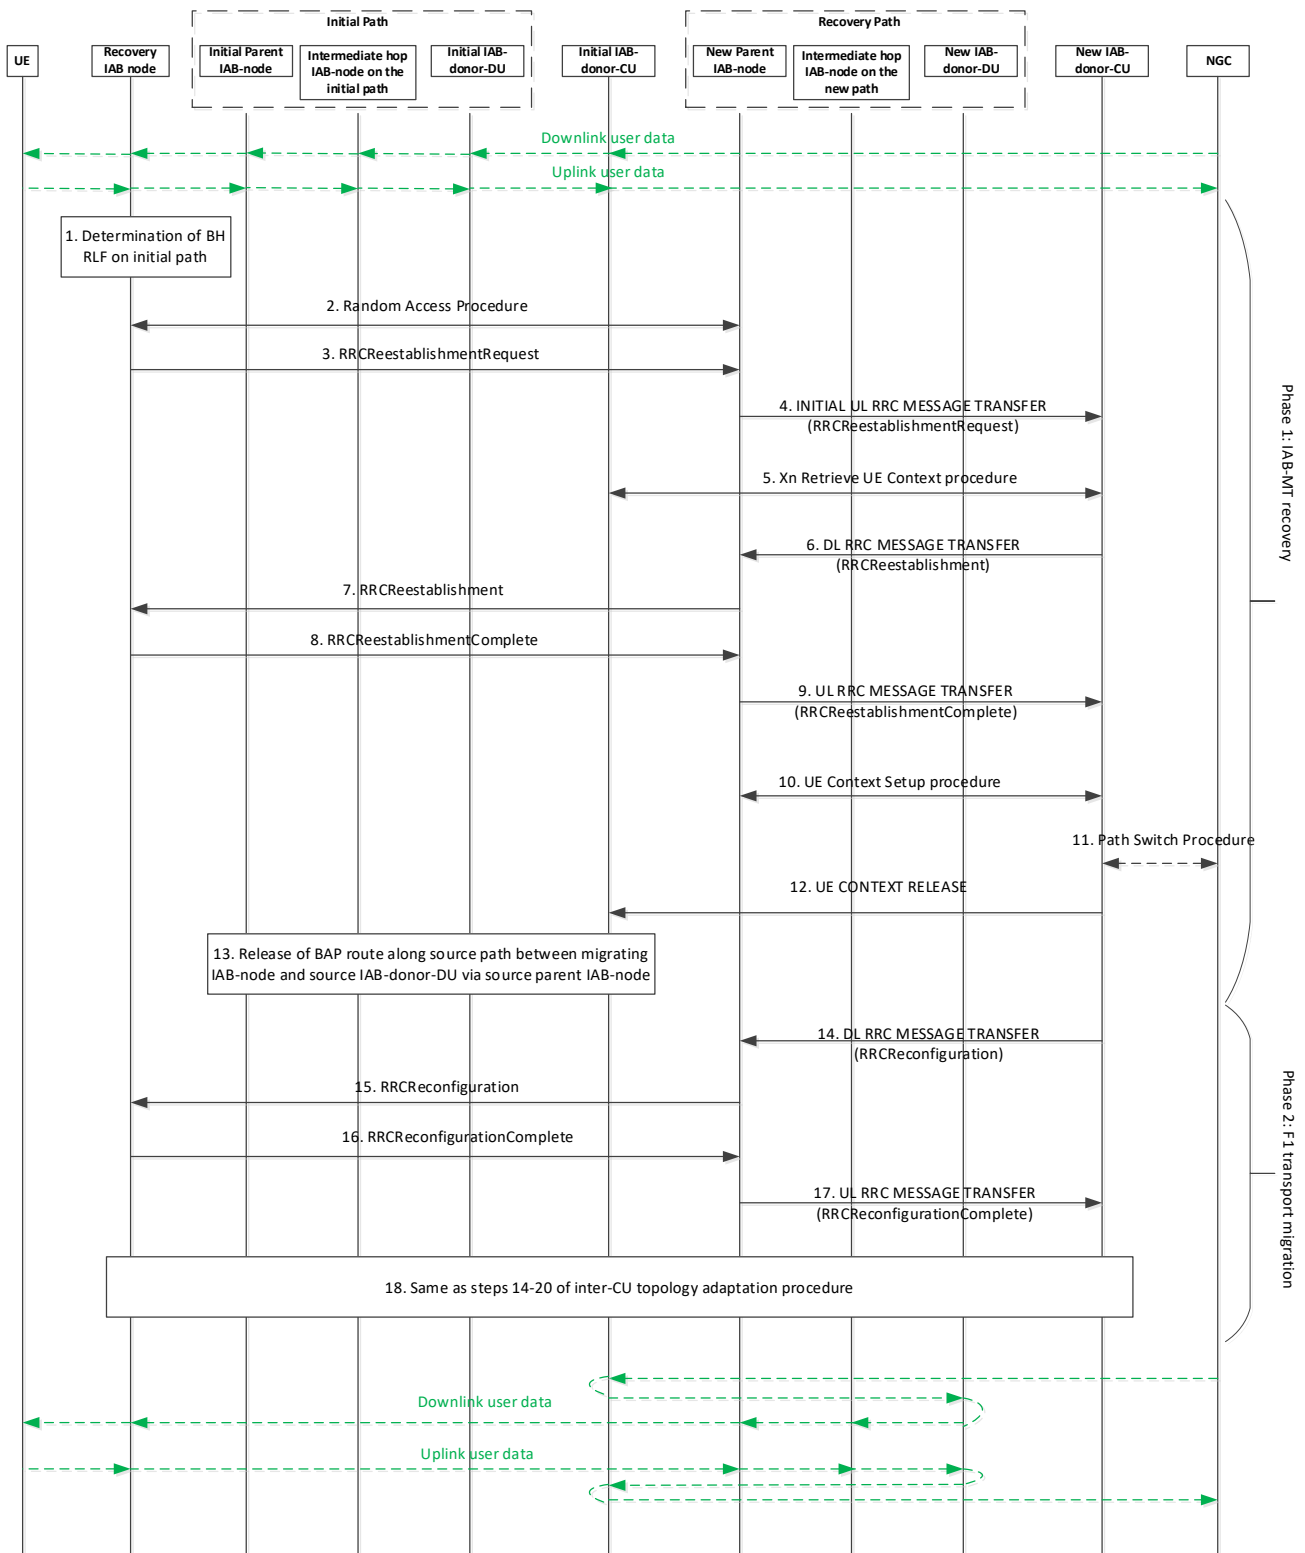 Initial Path
Recovery Path
UE
Recovery
IAB node
Initial Parent
IAB-node
Intermediate hop
IAB-node on the
initial path
Initial IAB-
donor-DU
Initial IAB-
donor-CU
New Parent
IAB-node
Intermediate hop
IAB-node on the
new path
New IAB-
donor-DU
New IAB-
donor-CU
NGC
Downlink user data
Uplink user data
1. Determination of BH
RLF on initial path
2. Random Access Procedure
3. RRCReestablishmentRequest
4. INITIAL UL RRC MESSAGE TRANSFER
(RRCReestablishmentRequest)
5. Xn Retrieve UE Context procedure
6. DL RRC MESSAGE TRANSFER
(RRCReestablishment)
7. RRCReestablishment
8. RRCReestablishmentComplete
9. UL RRC MESSAGE TRANSFER
(RRCReestablishmentComplete)
10. UE Context Setup procedure
11. Path Switch Procedure
12. UE CONTEXT RELEASE
13. Release of BAP route along source path between migrating
IAB-node and source IAB-donor-DU via source parent IAB-node
Phase 1: IAB-MT recovery
14. DL RRC MESSAGE TRANSFER
(RRCReconfiguration)
15. RRCReconfiguration
16. RRCReconfigurationComplete
17. UL RRC MESSAGE TRANSFER
(RRCReconfigurationComplete)
18. Same as steps 14-20 of inter-CU topology adaptation procedure
Phase 2: F1 transport migration
Downlink user data
Uplink user data